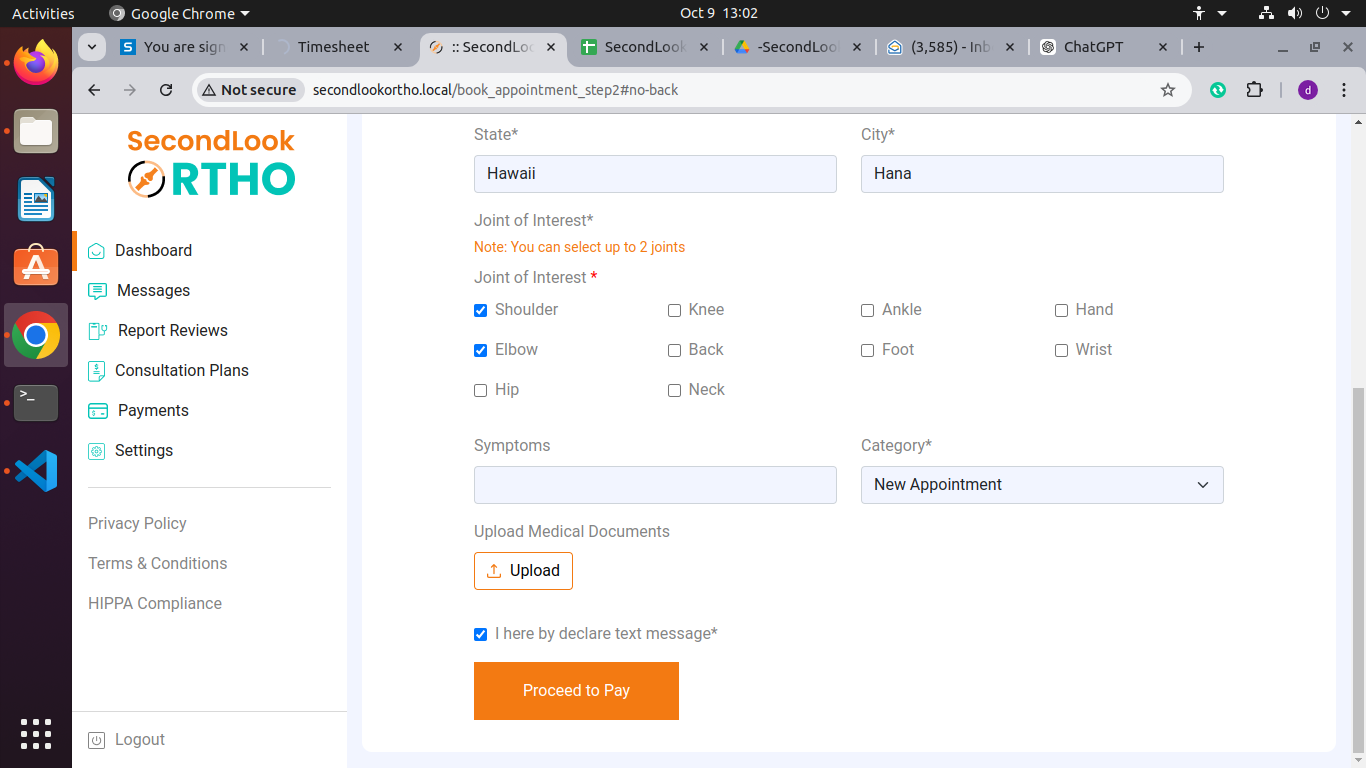 Activities Google Chrome Oct 9 13:02
You are sign Timesheet :: SecondLoo SecondLook -SecondLoo (3,585) - Inb ChatGPT
Not secure secondlookortho.local/book_appointment_step2#no-back d
SecondLook
ORTHO
Dashboard
Messages
Report Reviews
Consultation Plans
Payments
Settings
Privacy Policy
Terms & Conditions
HIPPA Compliance
Logout
State* City*
Hawaii Hana
Joint of Interest*
Note: You can select up to 2 joints
Joint of Interest *
Shoulder Knee Ankle Hand
Elbow Back Foot Wrist
Hip Neck
Symptoms Category*
New Appointment
Upload Medical Documents
Upload
I here by declare text message*
Proceed to Pay